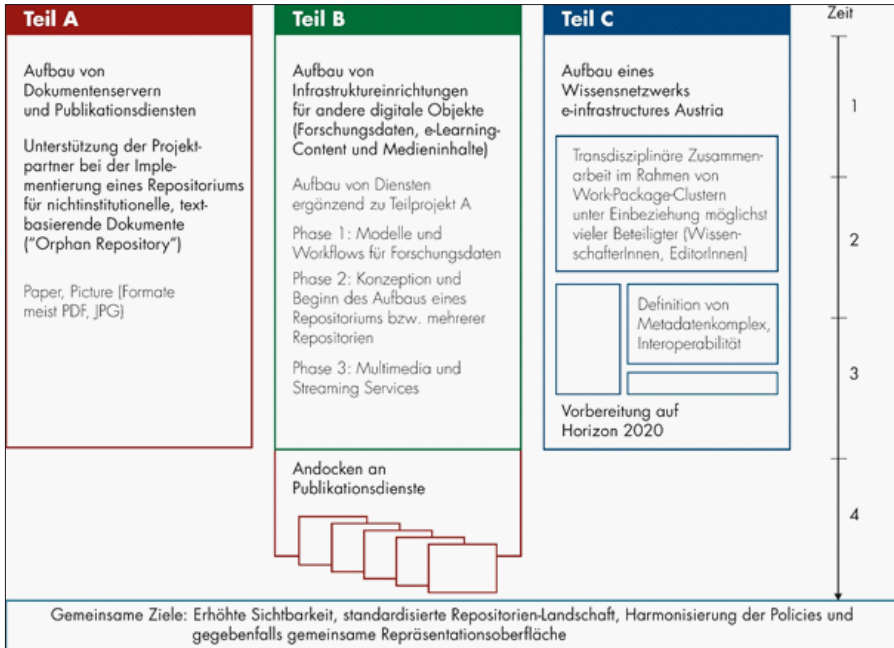 Teil A
Aufbau von
Dokumentenservern
und Publikationsdiensten
Unterstützung der Projekt-
partner bei der Imple-
mentierung eines Repositoriums
für nichtinstitutionelle, text-
basierende Dokumente
("Orphan Repository")
Paper, Picture (Formate
meist PDF, JPG)
Teil B
Aufbau von
Infrastruktureinrichtungen
für andere digitale Objekte
(Forschungsdaten, e-Learning-
Content und Medieninhalte)
Aufbau von Diensten
ergänzend zu Teilprojekt A
Phase 1: Modelle und
Workflows für Forschungsdaten
Phase 2: Konzeption und
Beginn des Aufbaus eines
Repositoriums bzw. mehrerer
Repositorien
Phase 3: Multimedia und
Streaming Services
Andocken an
Publikationsdienste
Teil C
Aufbau eines
Wissensnetzwerks
e-infrastructures Austria
Transdisziplinäre Zusammen-
arbeit im Rahmen von
Work-Package-Clustern
unter Einbeziehung möglichst
vieler Beteiligter (Wissen-
schafterInnen, EditorInnen)
Definition von
Metadatenkomplex,
Interoperabilität
Vorbereitung auf
Horizon 2020
Zeit
1
2
3
4
Gemeinsame Ziele: Erhöhte Sichtbarkeit, standardisierte Repositorien-Landschaft, Harmonisierung der Policies und
gegebenfalls gemeinsame Repräsentationsoberfläche